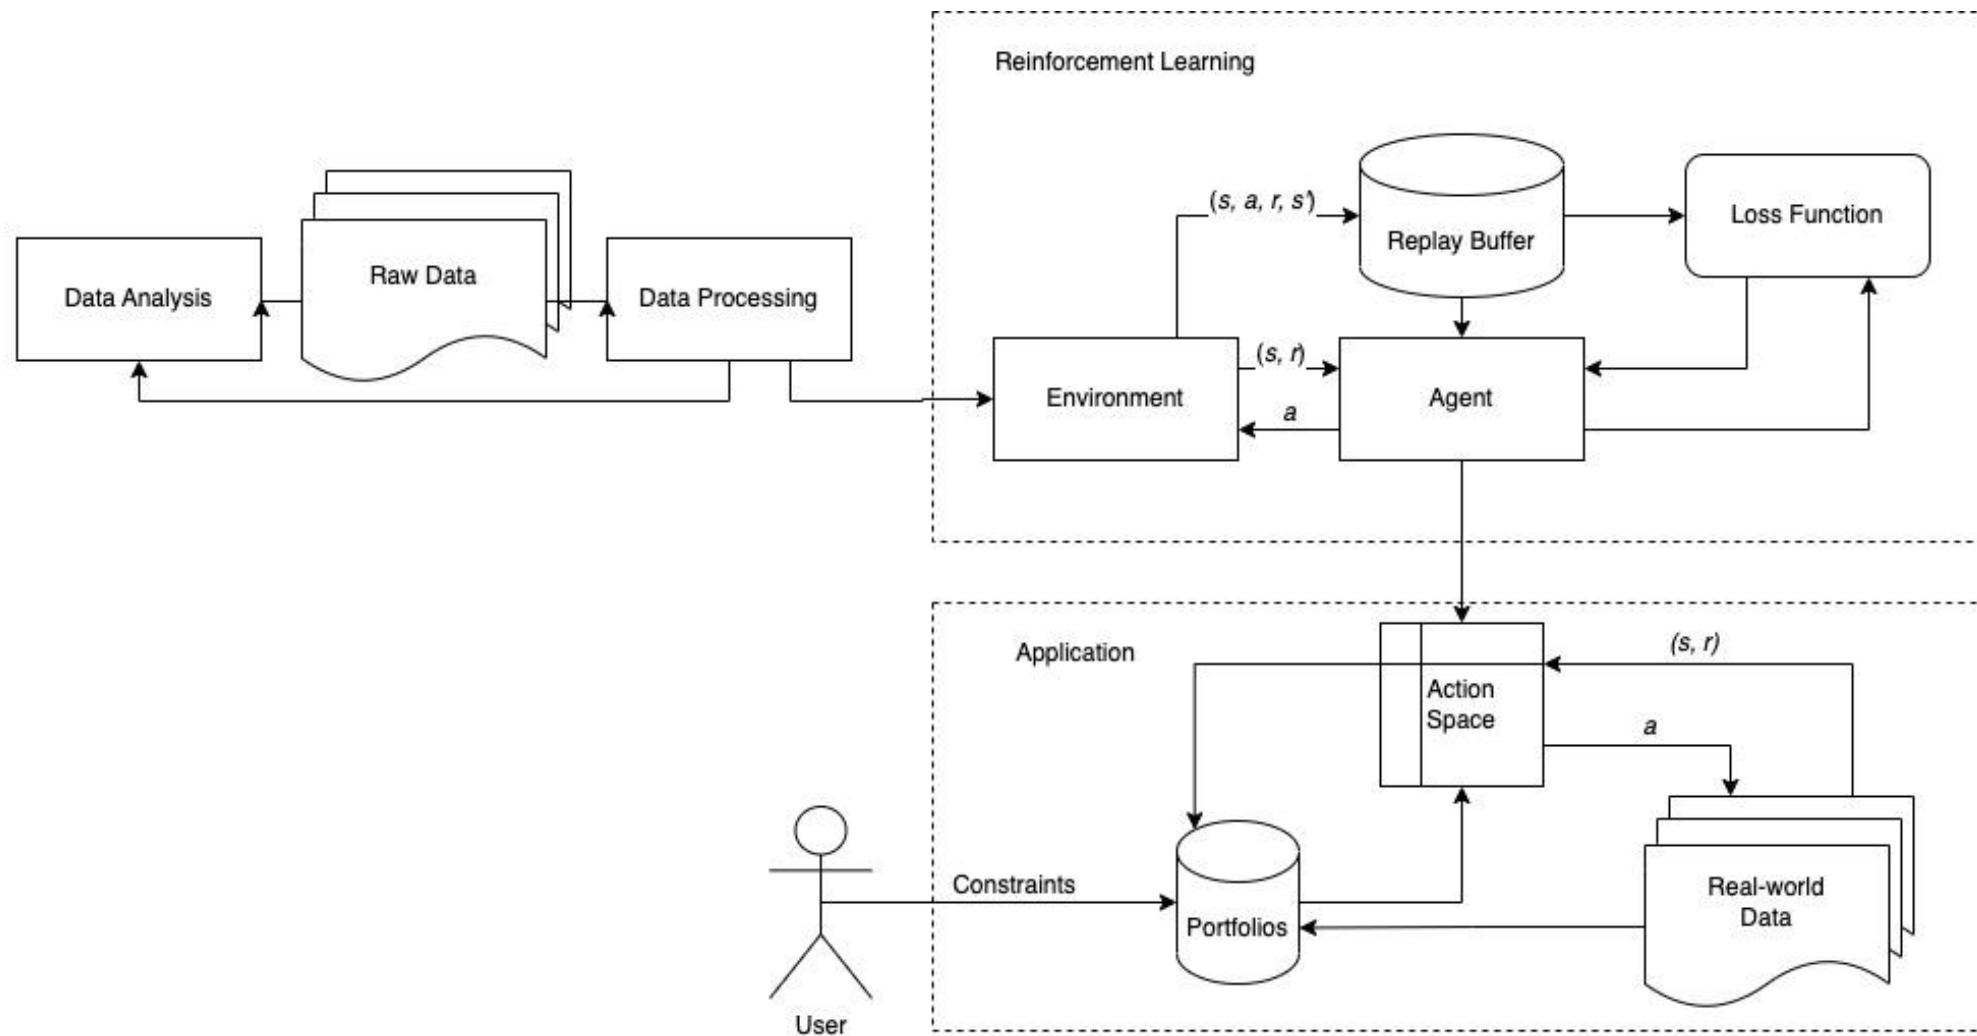 Reinforcement Learning
(s, a, r, s')
Replay Buffer
Loss Function
Data Analysis
Raw Data
Data Processing
(s, r)
Environment
a
Agent
Application
(s, r)
Action
Space
a
Constraints
Portfolios
Real-world
Data
User